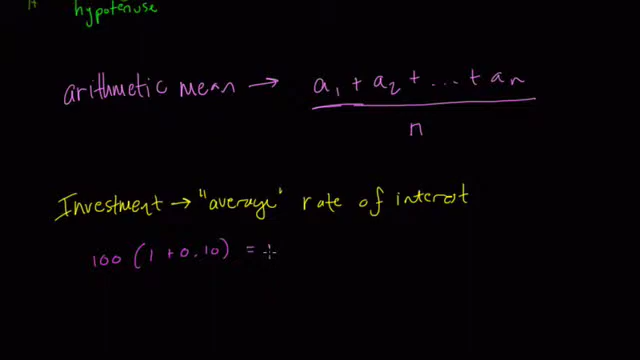 hypotenuse
arithmetic mean → a₁ + a₂ + ... + aₙ
n
Investment → "average" rate of interest
100 (1 + 0.10) =